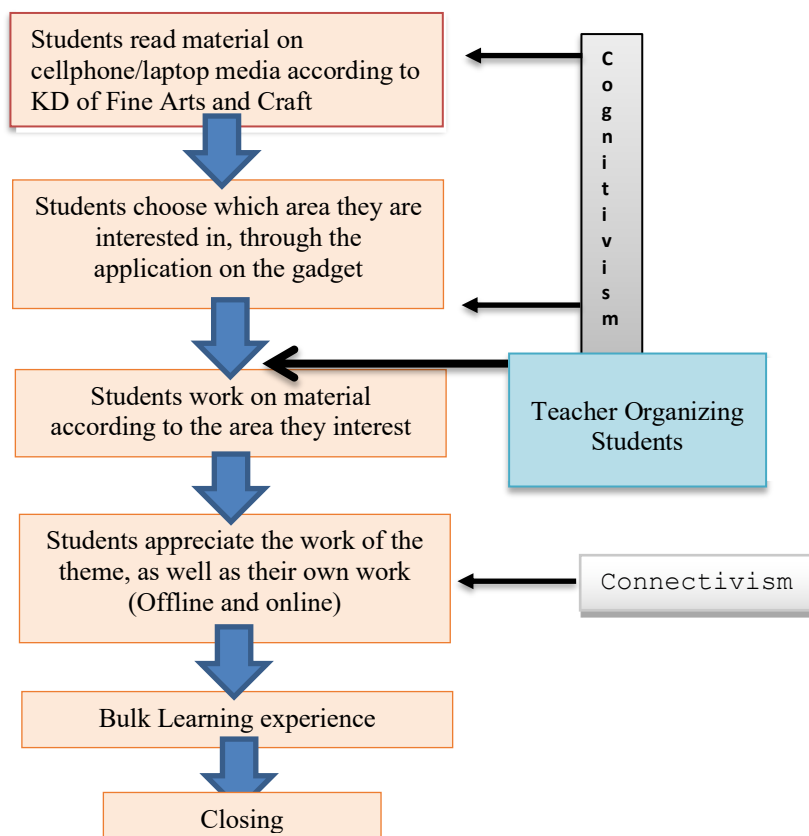 Students read material on
cellphone/laptop media according to
KD of Fine Arts and Craft
Cognitivism
Students choose which area they are
interested in, through the
application on the gadget
Students work on material
according to the area they interest
Teacher Organizing
Students
Students appreciate the work of the
theme, as well as their own work
(Offline and online)
Connectivism
Bulk Learning experience
Closing